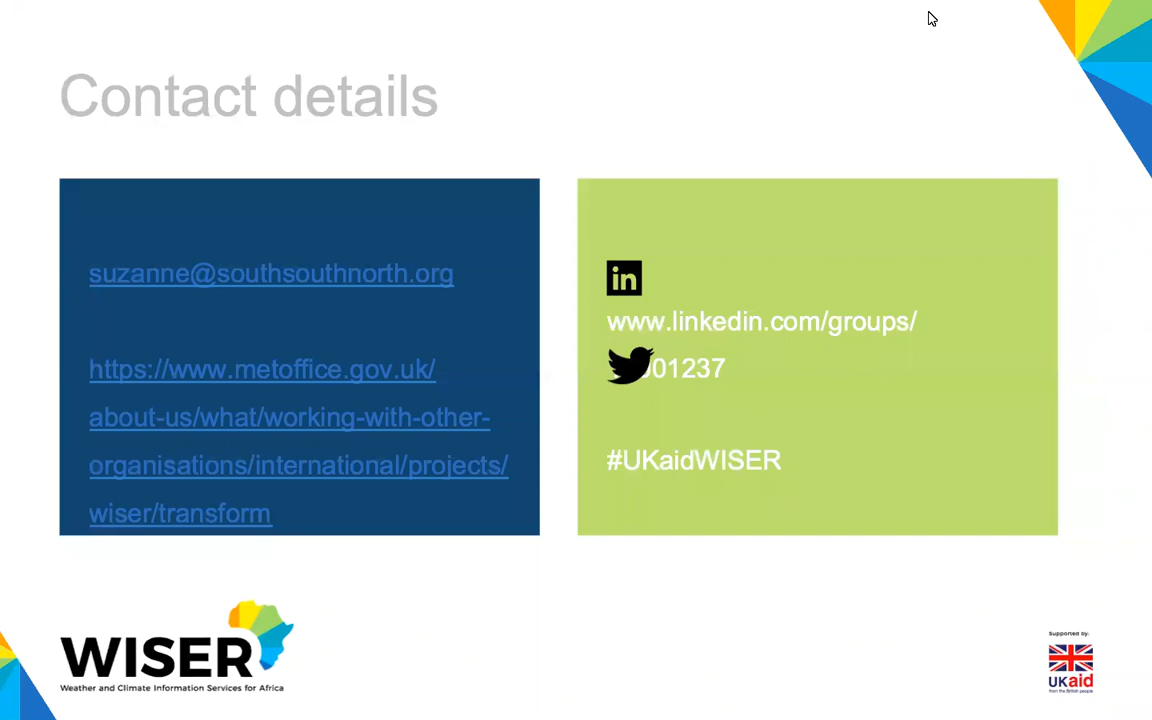 Contact details
suzanne@southsouthnorth.org
https://www.metoffice.gov.uk/
about-us/what/working-with-other-
organisations/international/projects/
wiser/transform
in
www.linkedin.com/groups/
01237
#UKaidWISER
WISER
Weather and Climate Information Services for Africa
Supported by:
UKaid
from the British people